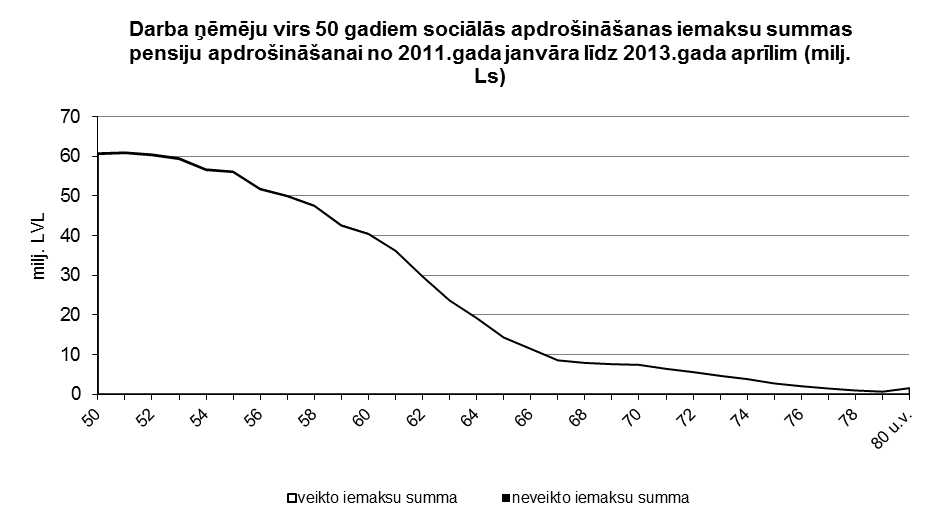 Darba ņēmēju virs 50 gadiem sociālās apdrošināšanas iemaksu summas
pensiju apdrošināšanai no 2011.gada janvāra līdz 2013.gada aprīlim (milj.
Ls)
70
60
50
40
30
20
10
0
milj. LVL
50 52 54 56 58 60 62 64 66 68 70 72 74 76 78 80 u.v.
veikto iemaksu summa neveikto iemaksu summa